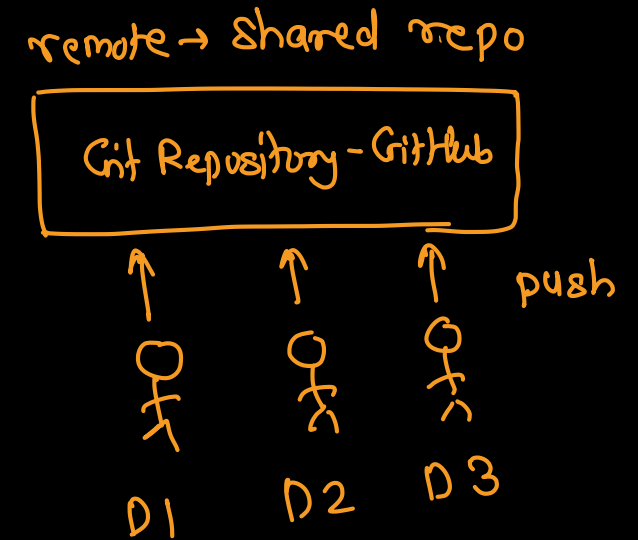 remote → shared repo
Git Repository - GitHub
push
D1 D2 D3